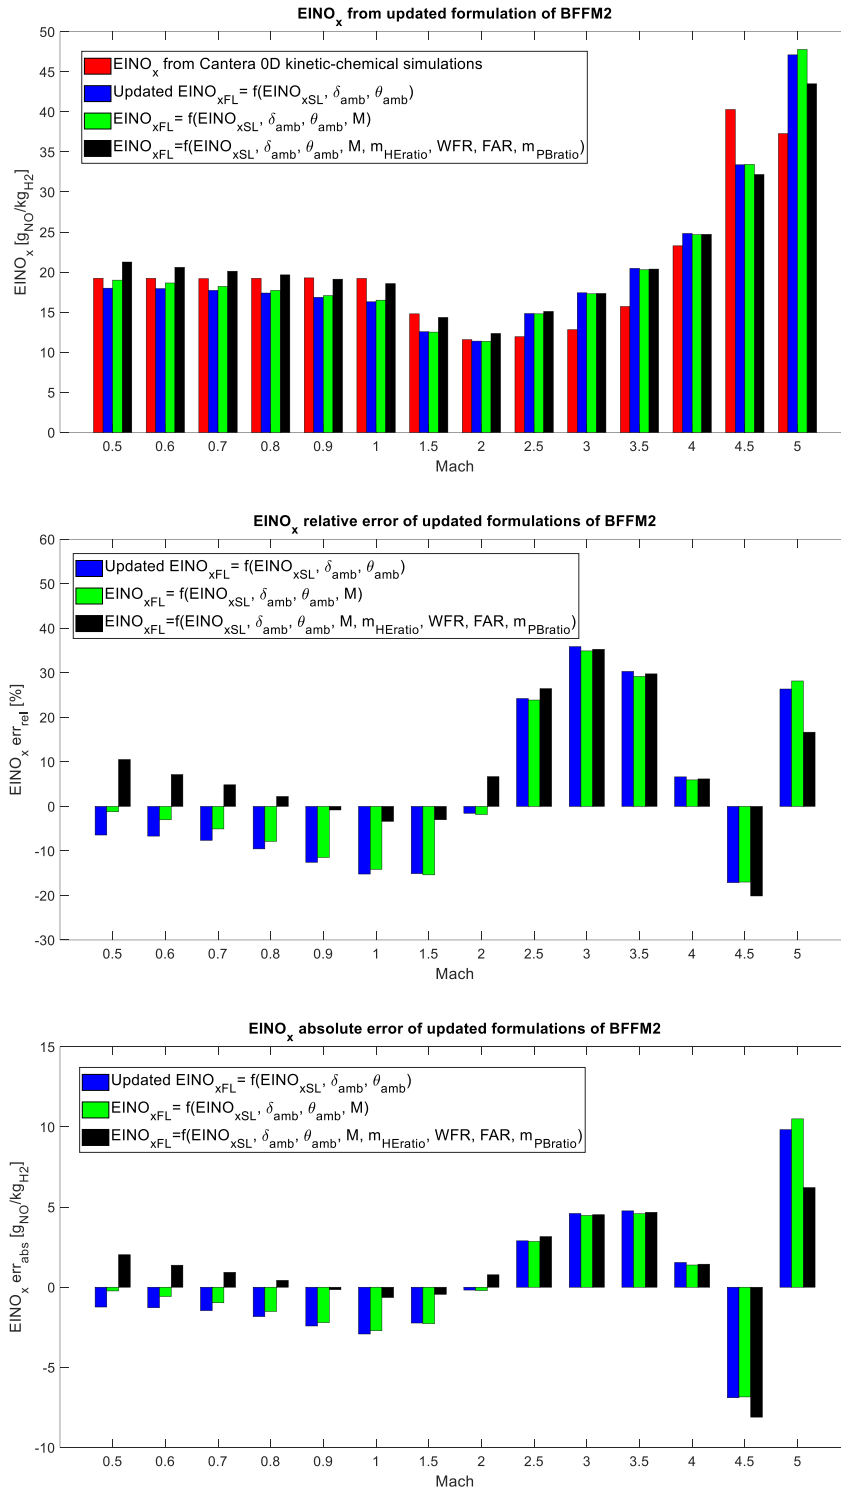 EINOx from updated formulation of BFFM2
50
45
40
35
30
25
20
15
10
5
0
EINOx [gNO/kgH2]
EINOx from Cantera 0D kinetic-chemical simulations
Updated EINOxFL= f(EINOxSL, δamb, θamb)
EINOxFL= f(EINOxSL, δamb, θamb, M)
EINOxFL=f(EINOxSL, δamb, θamb, M, mHEratio, WFR, FAR, mPBratio)
0.5 0.6 0.7 0.8 0.9 1 1.5 2 2.5 3 3.5 4 4.5 5
Mach
EINOx relative error of updated formulations of BFFM2
60
50
40
30
20
10
0
-10
-20
-30
EINOx errrel [%]
Updated EINOxFL= f(EINOxSL, δamb, θamb)
EINOxFL= f(EINOxSL, δamb, θamb, M)
EINOxFL=f(EINOxSL, δamb, θamb, M, mHEratio, WFR, FAR, mPBratio)
0.5 0.6 0.7 0.8 0.9 1 1.5 2 2.5 3 3.5 4 4.5 5
Mach
EINOx absolute error of updated formulations of BFFM2
15
10
5
0
-5
-10
EINOx errabs [gNO/kgH2]
Updated EINOxFL= f(EINOxSL, δamb, θamb)
EINOxFL= f(EINOxSL, δamb, θamb, M)
EINOxFL=f(EINOxSL, δamb, θamb, M, mHEratio, WFR, FAR, mPBratio)
0.5 0.6 0.7 0.8 0.9 1 1.5 2 2.5 3 3.5 4 4.5 5
Mach